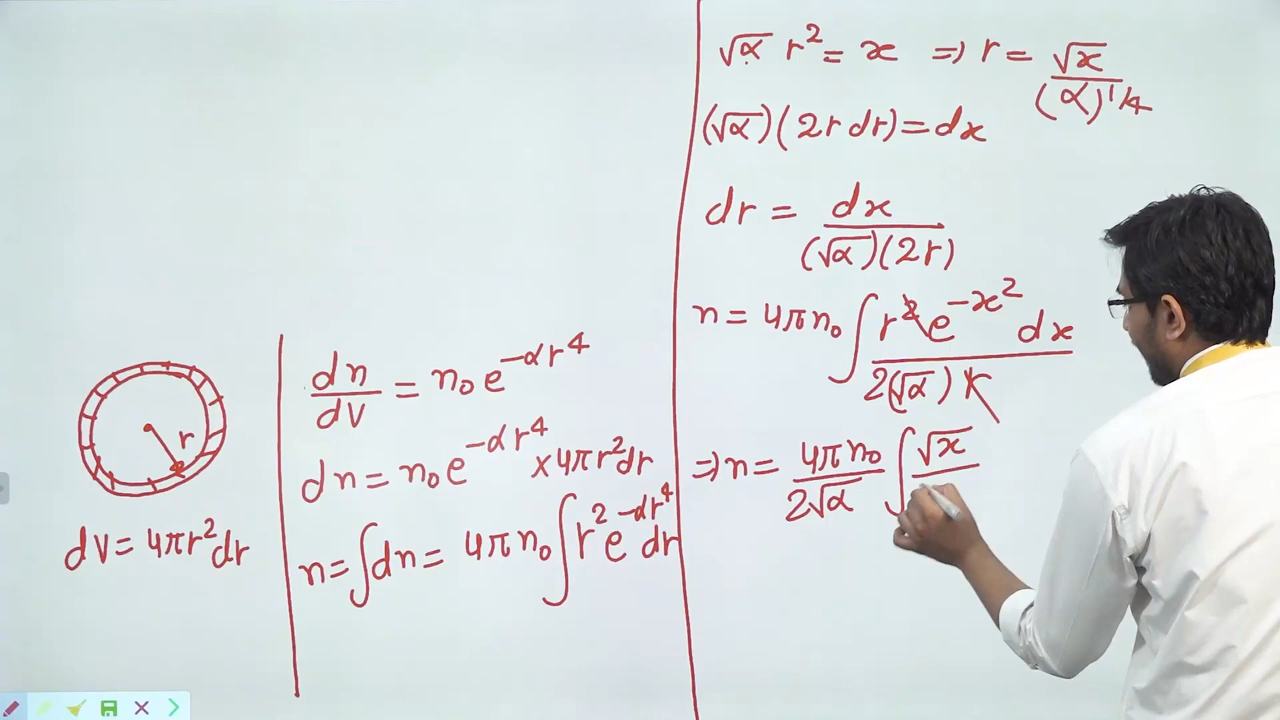 r
dV = 4πr²dr
dn/dV = n₀e^(-αr⁴)
dn = n₀e^(-αr⁴) × 4πr²dr
n = ∫dn = 4πn₀ ∫r²e^(-αr⁴)dr
√α r² = x ⇒ r = √x/(α)^(1/4)
(√α)(2r dr) = dx
dr = dx/((√α)(2r))
n = 4πn₀ ∫ r²e^(-x²) dx/(2(√α) r)
⇒ n = 4πn₀/(2√α) ∫ √x